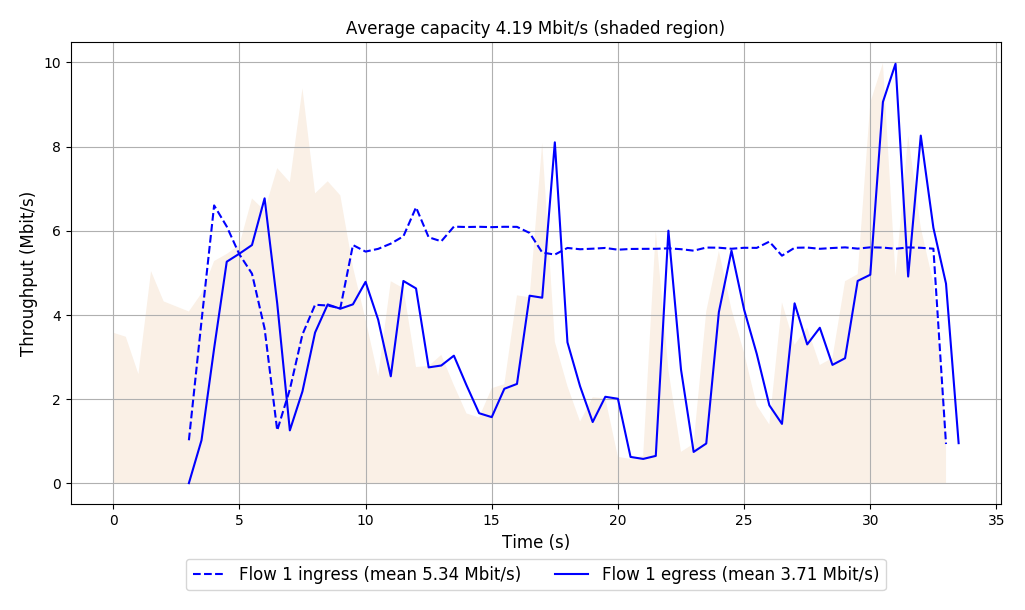 Average capacity 4.19 Mbit/s (shaded region)
Throughput (Mbit/s)
10
8
6
4
2
0
0 5 10 15 20 25 30 35
Time (s)
Flow 1 ingress (mean 5.34 Mbit/s) Flow 1 egress (mean 3.71 Mbit/s)